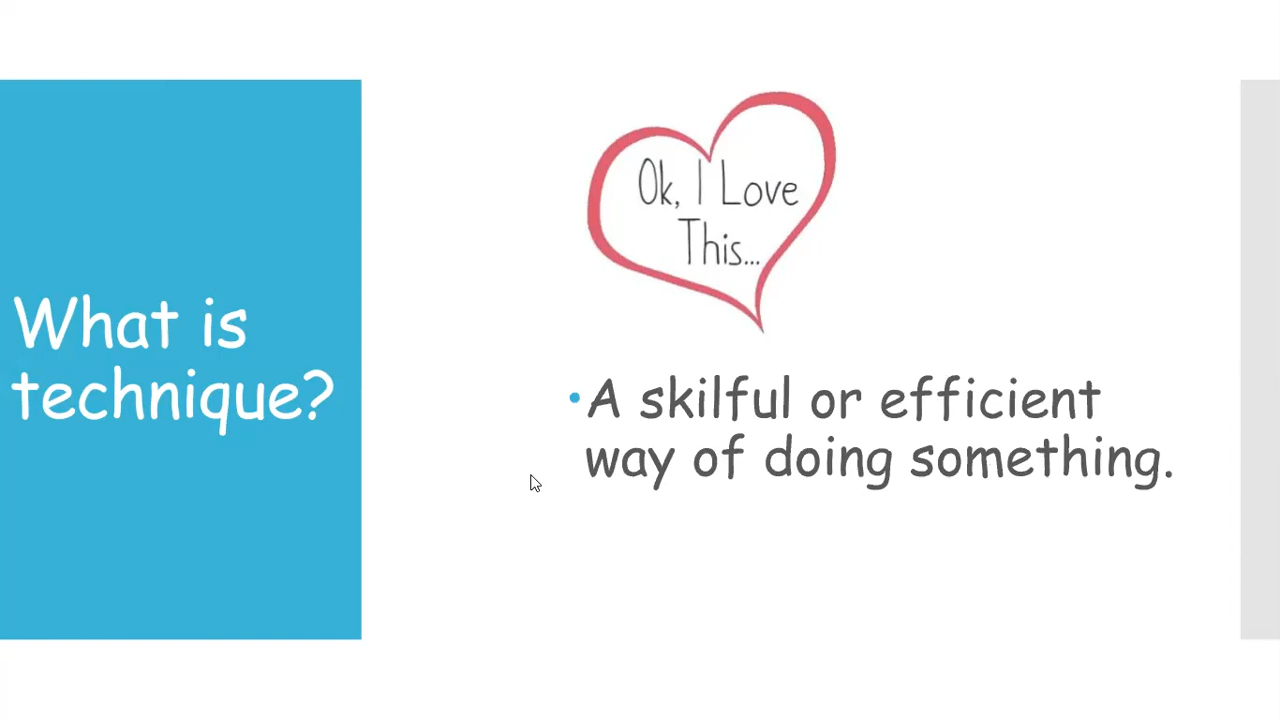 What is
technique?
Ok, I Love
This...
•A skilful or efficient
way of doing something.